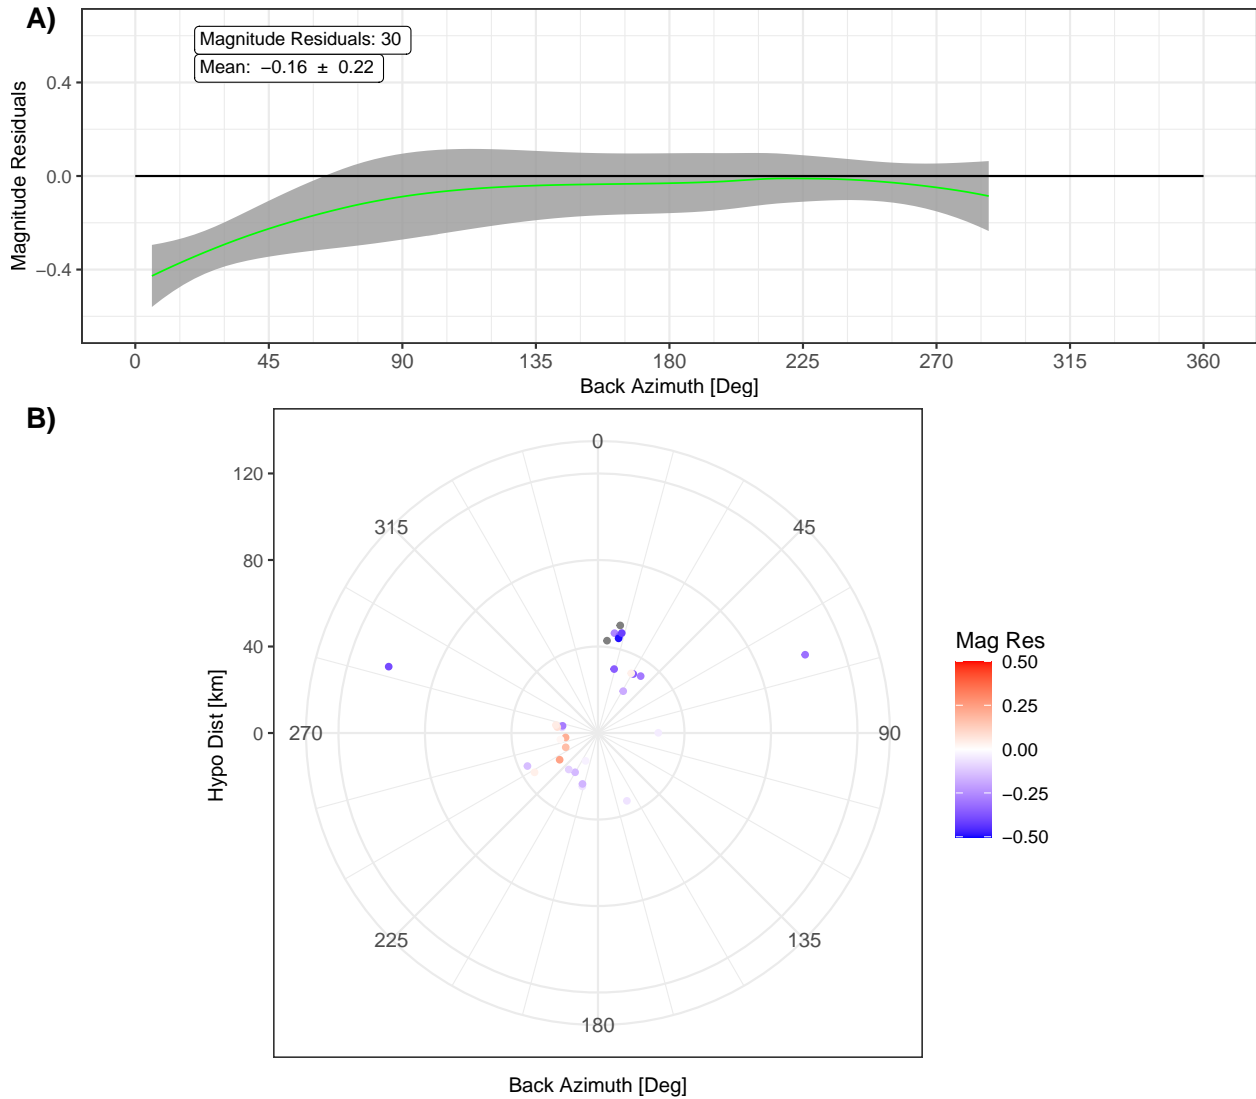 A)
Magnitude Residuals: 30
Mean: −0.16 ± 0.22
Magnitude Residuals
0.4
0.0
−0.4
0 45 90 135 180 225 270 315 360
Back Azimuth [Deg]
B)
Hypo Dist [km]
120
80
40
0
0
45
90
135
180
225
270
315
Back Azimuth [Deg]
Mag Res
0.50
0.25
0.00
−0.25
−0.50